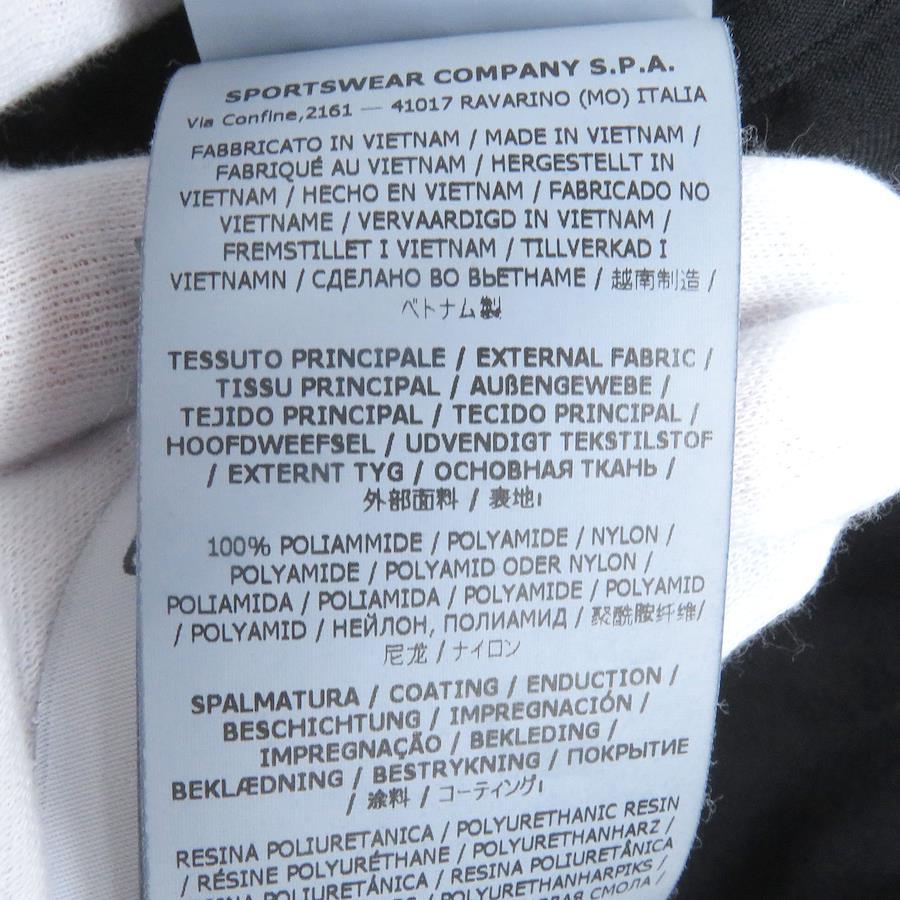 SPORTSWEAR COMPANY S.P.A.
Via Confine,2161 — 41017 RAVARINO (MO) ITALIA
FABBRICATO IN VIETNAM / MADE IN VIETNAM /
FABRIQUÉ AU VIETNAM / HERGESTELLT IN
VIETNAM / HECHO EN VIETNAM / FABRICADO NO
VIETNAME / VERVAARDIGD IN VIETNAM /
FREMSTILLET I VIETNAM / TILLVERKAD I
VIETNAMN / СДЕЛАНО ВО ВЬЕТНАМЕ / 越南制造 /
ベトナム製
TESSUTO PRINCIPALE / EXTERNAL FABRIC /
TISSU PRINCIPAL / AUßENGEWEBE /
TEJIDO PRINCIPAL / TECIDO PRINCIPAL /
HOOFDWEEFSEL / UDVENDIGT TEKSTILSTOF
/ EXTERNT TYG / ОСНОВНАЯ ТКАНЬ /
外部面料 / 表地:
100% POLIAMMIDE / POLYAMIDE / NYLON /
POLYAMIDE / POLYAMID ODER NYLON /
POLIAMIDA / POLIAMIDA / POLYAMIDE / POLYAMID
/ POLYAMID / НЕЙЛОН, ПОЛИАМИД / 聚酰胺纤维/
尼龙 / ナイロン
SPALMATURA / COATING / ENDUCTION /
BESCHICHTUNG / IMPREGNACIÓN /
IMPREGNAÇÃO / BEKLEDING /
BEKLÆDNING / BESTRYKNING / ПОКРЫТИЕ
/ 涂料 / コーティング:
RESINA POLIURETANICA / POLYURETHANIC RESIN
/ RÉSINE POLYURÉTHANE / POLYURETHANHARZ /
RESINA POLIURETÁNICA / RESINA POLIURETÂNICA
/ POLYURETHANHARPIKS /
СМОЛА /